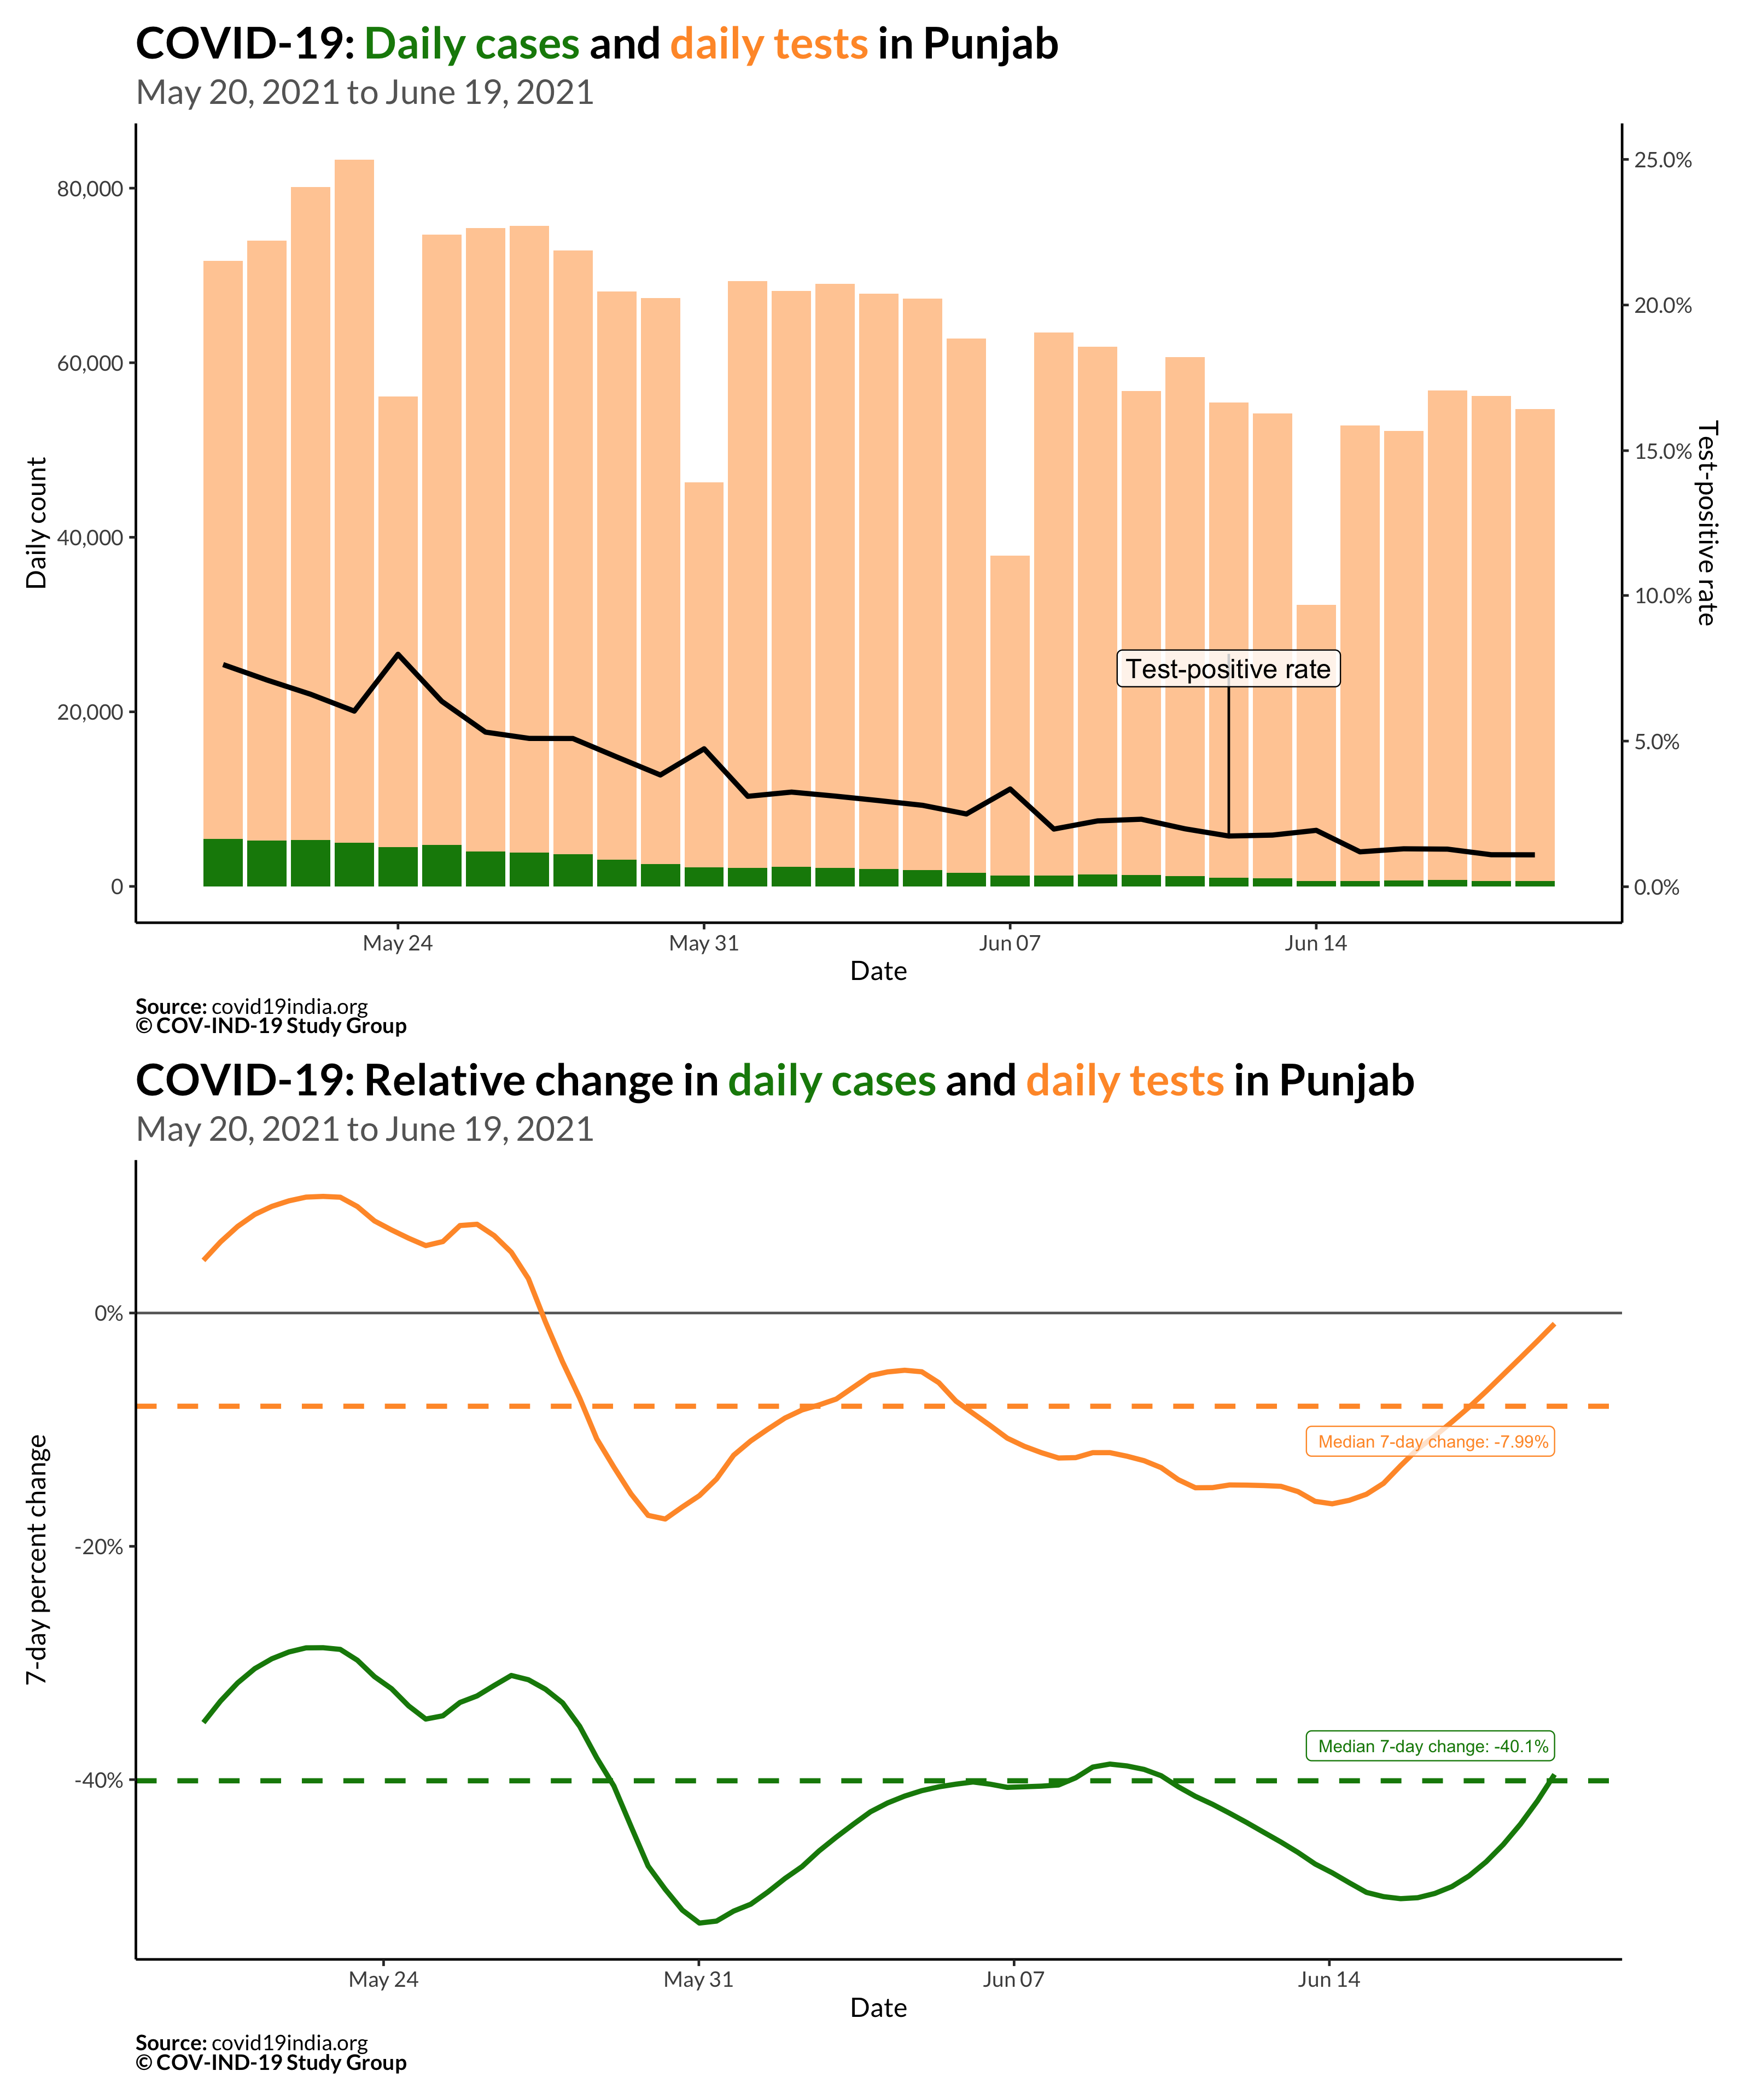 COVID-19: Daily cases and daily tests in Punjab
May 20, 2021 to June 19, 2021
80,000
60,000
40,000
20,000
0
Daily count
25.0%
20.0%
15.0%
10.0%
5.0%
0.0%
Test-positive rate
Test-positive rate
May 24
May 31
Jun 07
Jun 14
Date
Source: covid19india.org
© COV-IND-19 Study Group
COVID-19: Relative change in daily cases and daily tests in Punjab
May 20, 2021 to June 19, 2021
0%
-20%
-40%
7-day percent change
Median 7-day change: -7.99%
Median 7-day change: -40.1%
May 24
May 31
Jun 07
Jun 14
Date
Source: covid19india.org
© COV-IND-19 Study Group